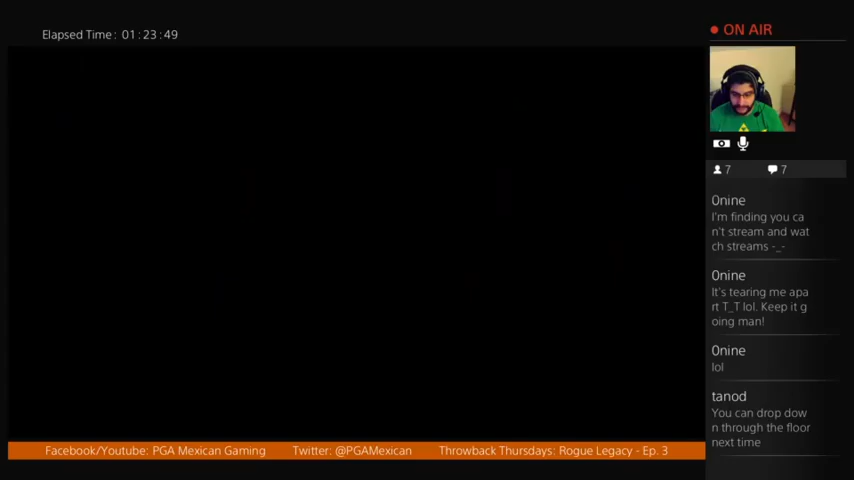 Elapsed Time: 01:23:49
ON AIR
7 7
0nine
I'm finding you ca
n't stream and wat
ch streams -_-
0nine
It's tearing me apa
rt T_T lol. Keep it g
oing man!
0nine
lol
tanod
You can drop dow
n through the floor
next time
Facebook/Youtube: PGA Mexican Gaming Twitter: @PGAMexican Throwback Thursdays: Rogue Legacy - Ep. 3